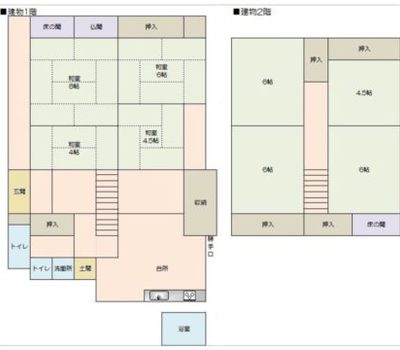 ■建物1階
床の間 仏間 押入
和室
8帖
和室
6帖
和室
4帖
和室
4.5帖
玄関
収納
押入
トイレ
勝手口
トイレ 洗面所 土間
台所
浴室
■建物2階
押入
6帖
押入
4.5帖
6帖
6帖
押入 押入 床の間